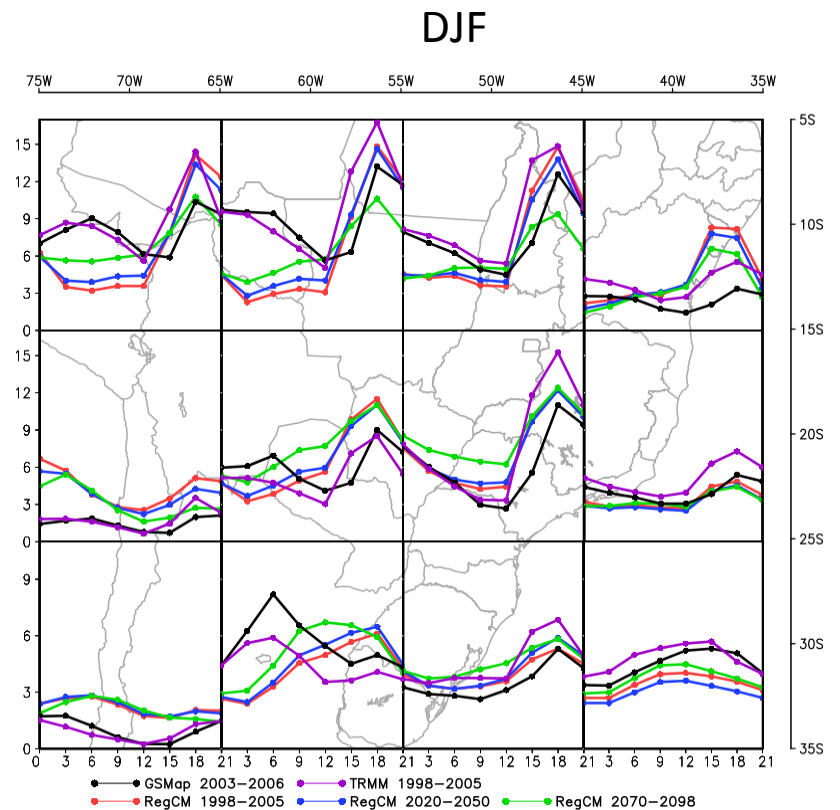 DJF
75W 70W 65W 60W 55W 50W 45W 40W 35W
5S
15
12
9
6
3
0
10S
15S
15
12
9
6
3
0
20S
25S
9
6
3
0
30S
35S
0 3 6 9 12 15 18 21 3 6 9 12 15 18 21 3 6 9 12 15 18 21 3 6 9 12 15 18 21
GSMap 2003-2006 TRMM 1998-2005
RegCM 1998-2005 RegCM 2020-2050 RegCM 2070-2098